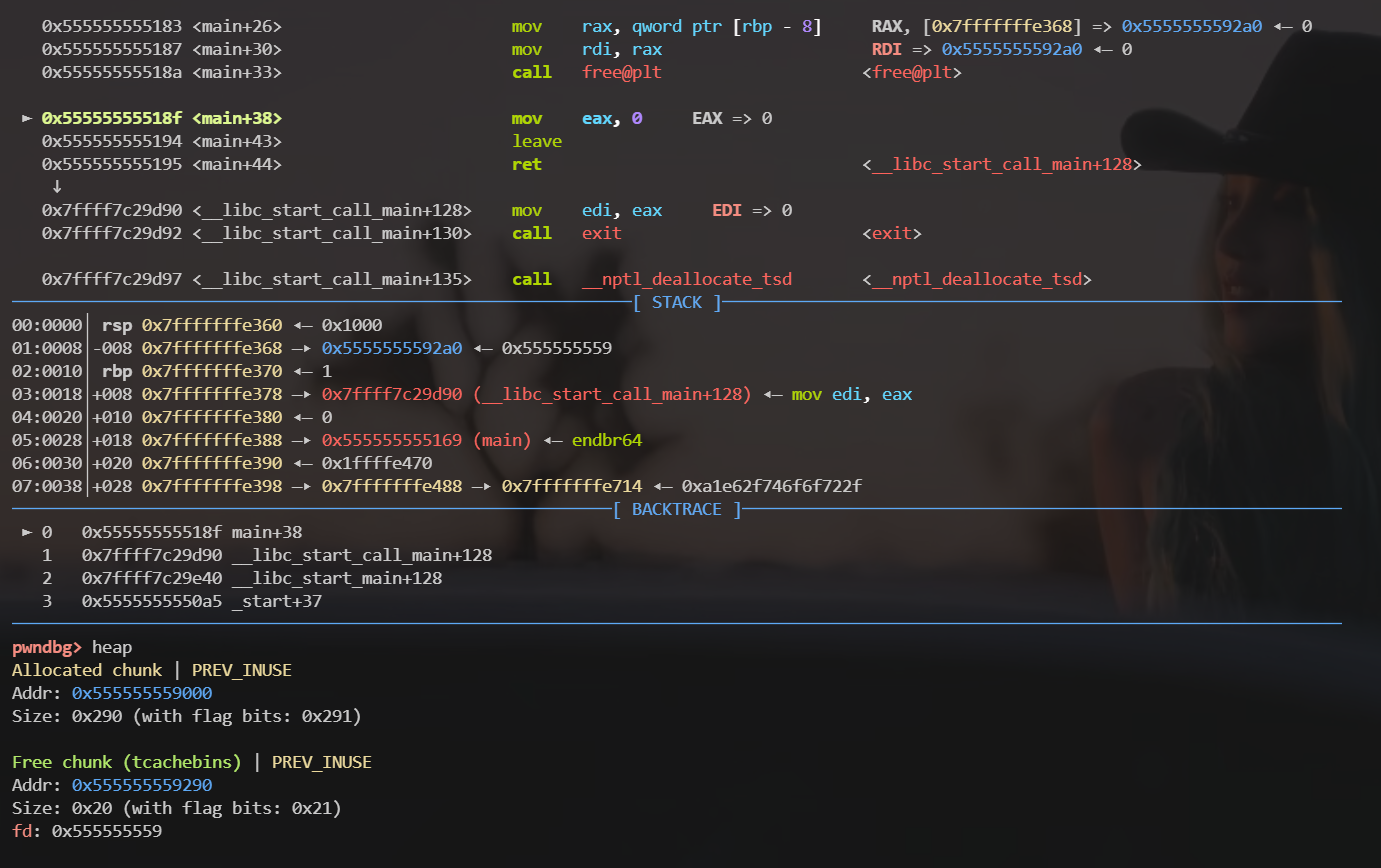 0x555555555183 <main+26> mov rax, qword ptr [rbp - 8] RAX, [0x7fffffffe368] => 0x5555555592a0 ◂— 0
0x555555555187 <main+30> mov rdi, rax RDI => 0x5555555592a0 ◂— 0
0x55555555518a <main+33> call free@plt <free@plt>
► 0x55555555518f <main+38> mov eax, 0 EAX => 0
0x555555555194 <main+43> leave
0x555555555195 <main+44> ret <__libc_start_call_main+128>
↓
0x7ffff7c29d90 <__libc_start_call_main+128> mov edi, eax EDI => 0
0x7ffff7c29d92 <__libc_start_call_main+130> call exit <exit>
0x7ffff7c29d97 <__libc_start_call_main+135> call __nptl_deallocate_tsd <__nptl_deallocate_tsd>
[ STACK ]
00:0000│ rsp 0x7fffffffe360 ◂— 0x1000
01:0008│-008 0x7fffffffe368 —▸ 0x5555555592a0 ◂— 0x555555559
02:0010│ rbp 0x7fffffffe370 ◂— 1
03:0018│+008 0x7fffffffe378 —▸ 0x7ffff7c29d90 (__libc_start_call_main+128) ◂— mov edi, eax
04:0020│+010 0x7fffffffe380 ◂— 0
05:0028│+018 0x7fffffffe388 —▸ 0x555555555169 (main) ◂— endbr64
06:0030│+020 0x7fffffffe390 ◂— 0x1ffffe470
07:0038│+028 0x7fffffffe398 —▸ 0x7fffffffe488 —▸ 0x7fffffffe714 ◂— 0xa1e62f746f6f722f
[ BACKTRACE ]
► 0 0x55555555518f main+38
1 0x7ffff7c29d90 __libc_start_call_main+128
2 0x7ffff7c29e40 __libc_start_main+128
3 0x5555555550a5 _start+37
pwndbg> heap
Allocated chunk | PREV_INUSE
Addr: 0x555555559000
Size: 0x290 (with flag bits: 0x291)
Free chunk (tcachebins) | PREV_INUSE
Addr: 0x555555559290
Size: 0x20 (with flag bits: 0x21)
fd: 0x555555559